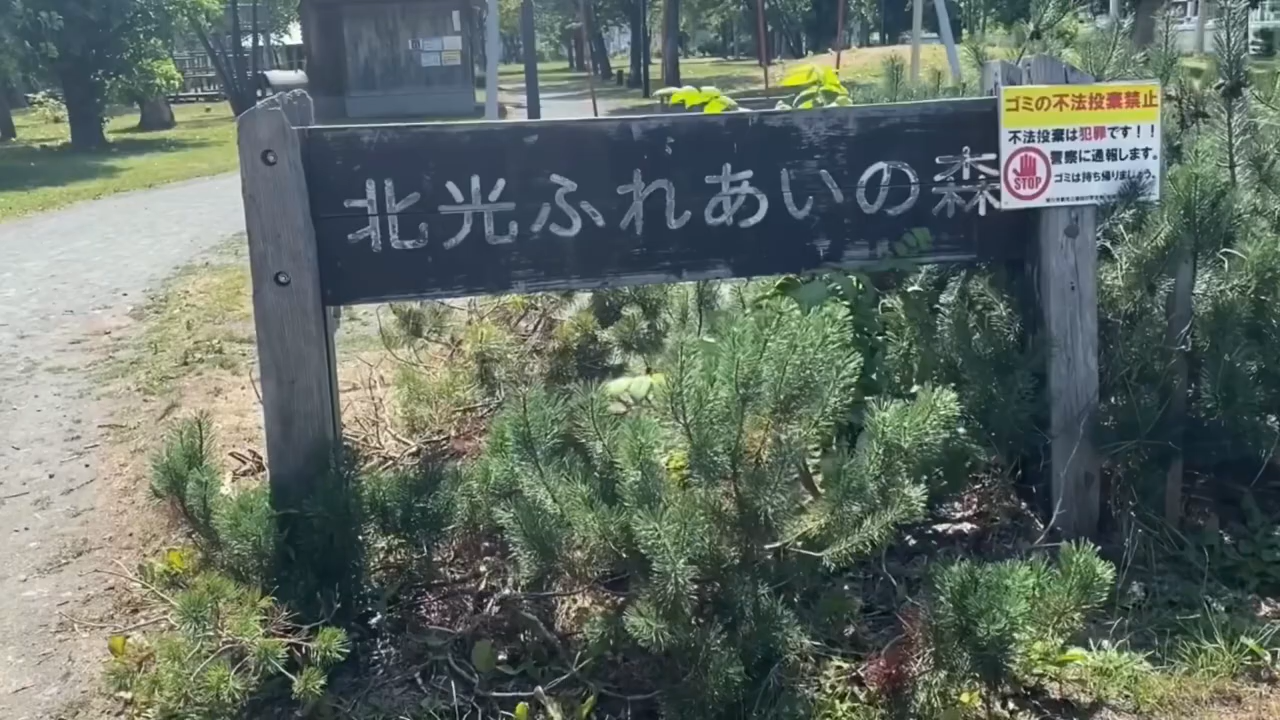 北光ふれあいの森
ゴミの不法投棄禁止
不法投棄は犯罪です！！
警察に通報します。
STOP
ゴミは持ち帰りましょう。